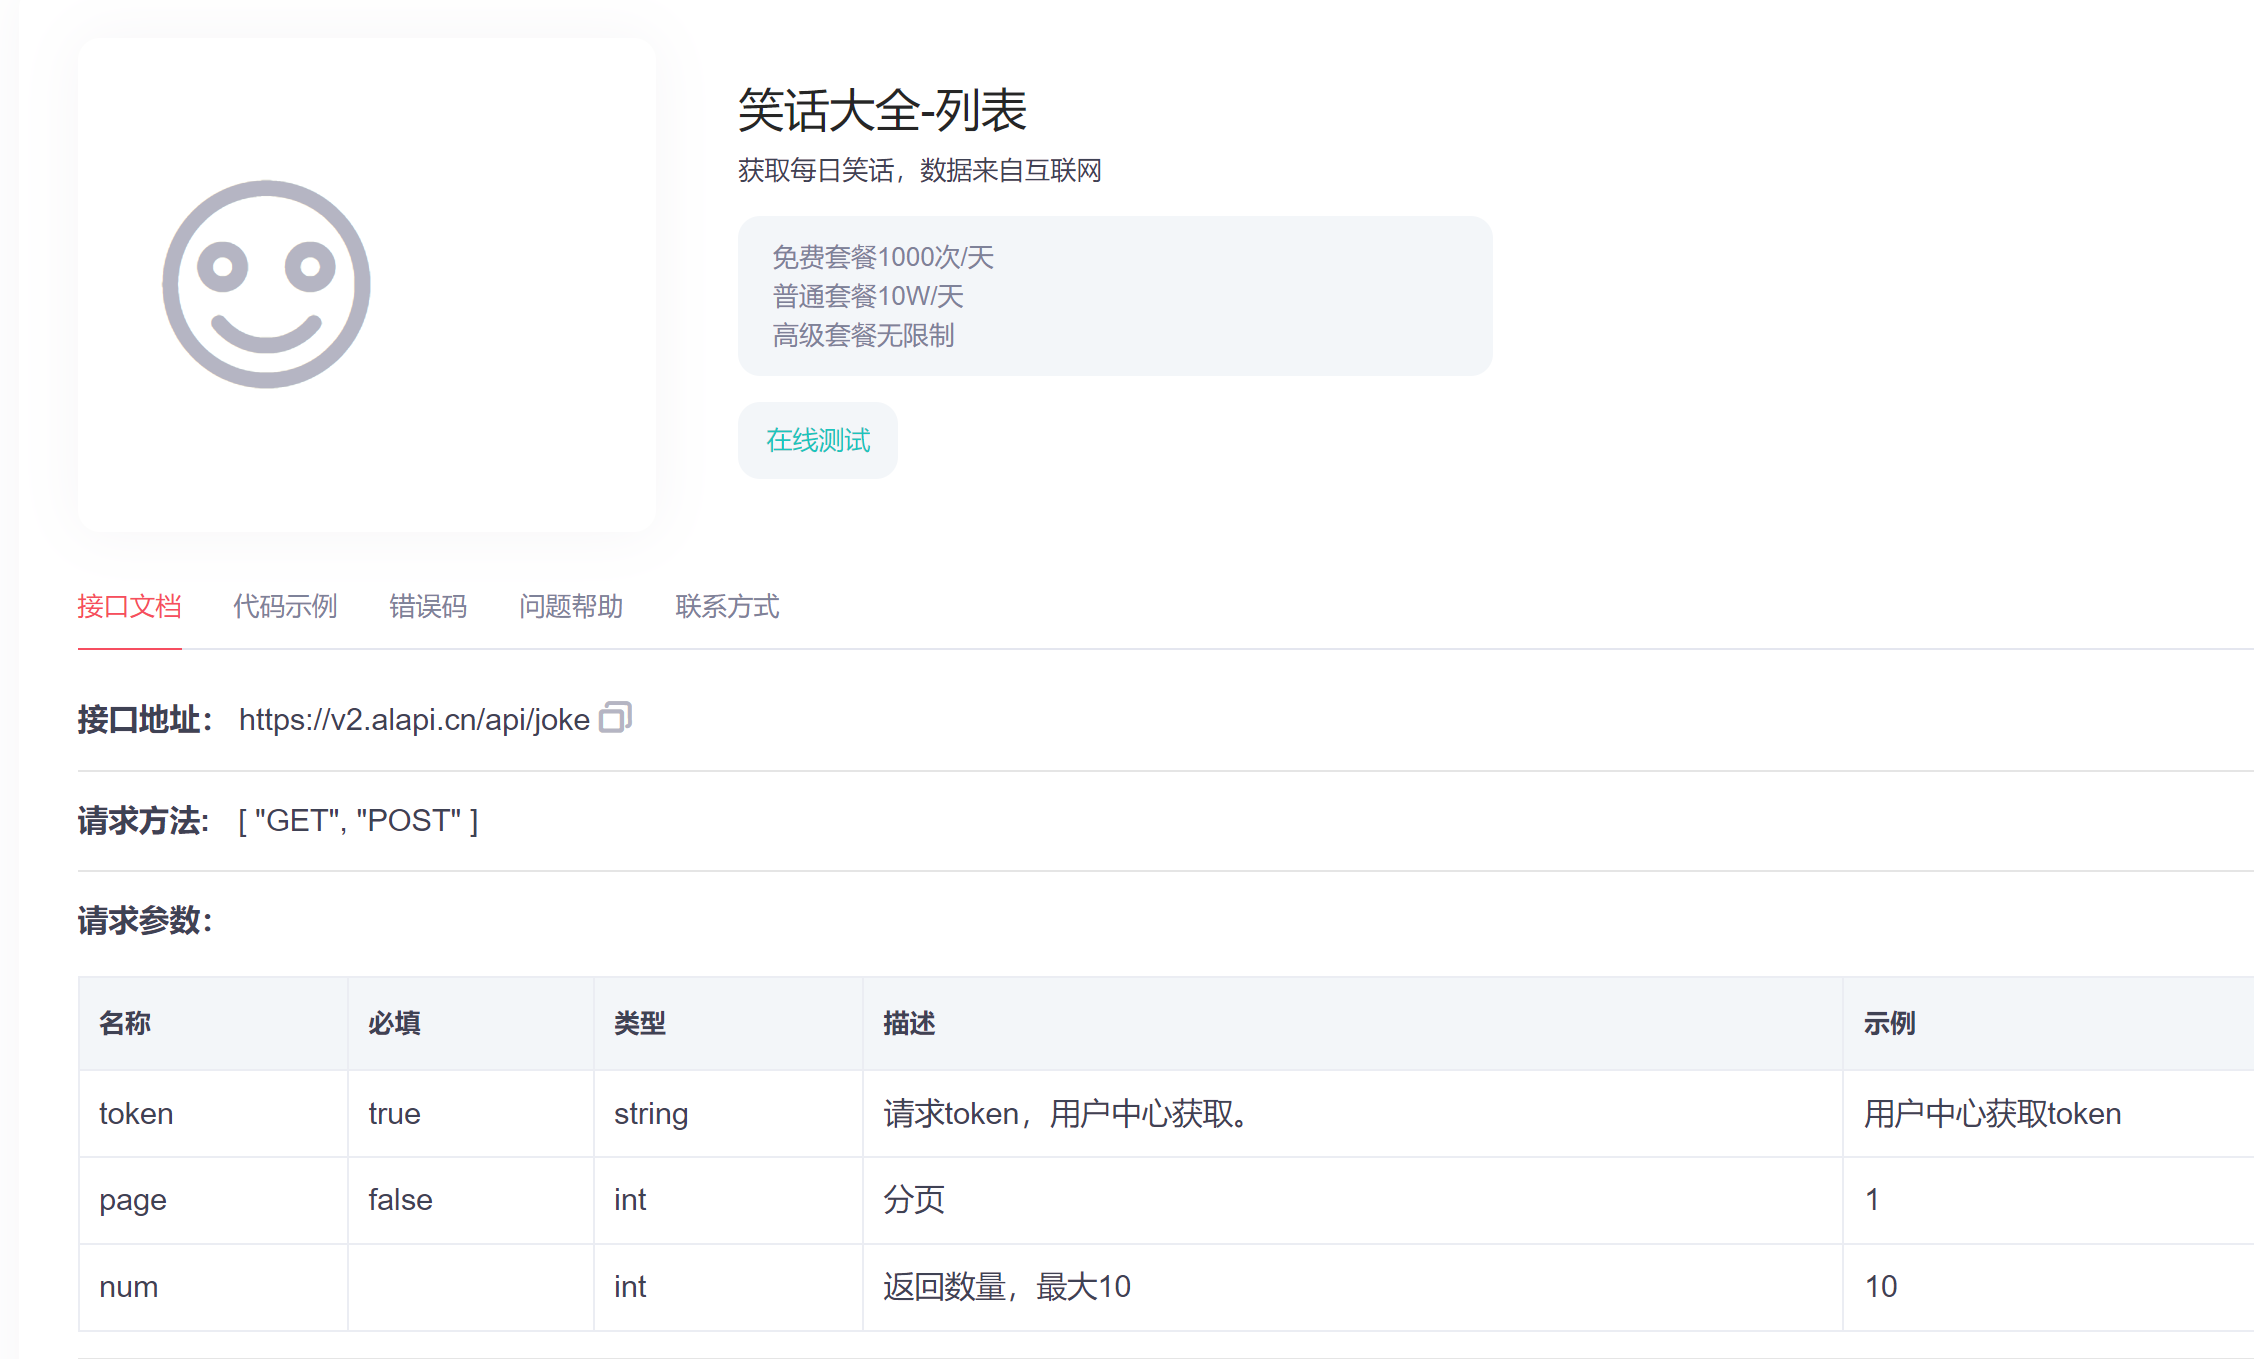 笑话大全-列表
获取每日笑话，数据来自互联网
免费套餐1000次/天
普通套餐10W/天
高级套餐无限制
在线测试
接口文档 代码示例 错误码 问题帮助 联系方式
接口地址： https://v2.alapi.cn/api/joke
请求方法: [ "GET", "POST" ]
请求参数：
名称 必填 类型 描述 示例
token true string 请求token，用户中心获取。 用户中心获取token
page false int 分页 1
num int 返回数量，最大10 10